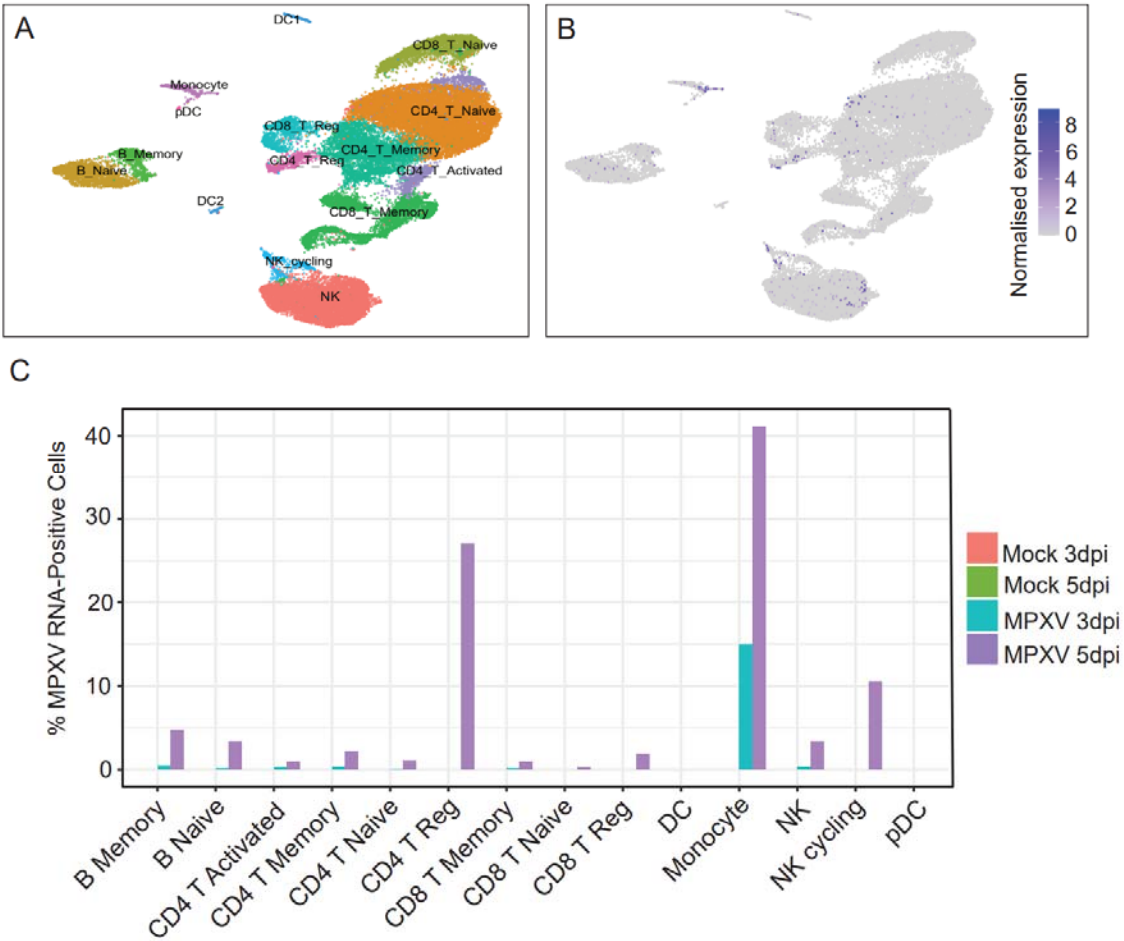 A
DC1
CD8_T_Naive
Monocyte
pDC
CD4_T_Naive
CD8_T_Reg
CD4_T_Memory
B_Memory
CD4_T_Reg
B_Naive
CD4_T_Activated
DC2
CD8_T_Memory
NK_cycling
NK
B
Normalised expression
8
6
4
2
0
C
% MPXV RNA-Positive Cells
40
30
20
10
0
B Memory
B Naive
CD4 T Activated
CD4 T Memory
CD4 T Naive
CD4 T Reg
CD8 T Memory
CD8 T Naive
CD8 T Reg
DC
Monocyte
NK
NK cycling
pDC
Mock 3dpi
Mock 5dpi
MPXV 3dpi
MPXV 5dpi